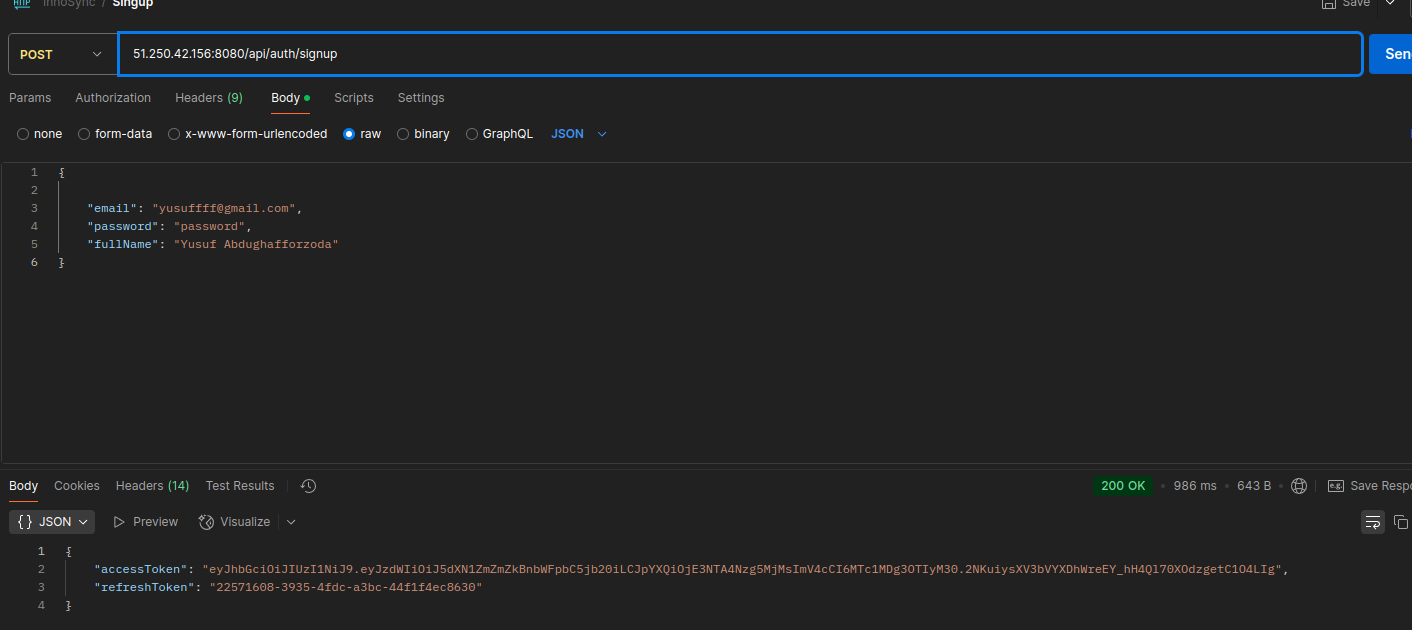 HTTP InnoSync / Singup Save
POST 51.250.42.156:8080/api/auth/signup Sen
Params Authorization Headers (9) Body Scripts Settings
none form-data x-www-form-urlencoded raw binary GraphQL JSON
1 {
2
3 "email": "yusuffff@gmail.com",
4 "password": "password",
5 "fullName": "Yusuf Abdughafforzoda"
6 }
Body Cookies Headers (14) Test Results 200 OK • 986 ms • 643 B • e.g. Save Respo
{} JSON Preview Visualize
1 {
2 "accessToken": "eyJhbGciOiJIUzI1NiJ9.eyJzdWIiOiJ5dXN1ZmZmZkBnbWFpbC5jb20iLCJpYXQiOjE3NTA4Nzg5MjMsImV4cCI6MTc1MDg3OTIyM30.2NKuiysXV3bVYXDhWreEY_hH4Ql70XOdzgetC1O4LIg",
3 "refreshToken": "22571608-3935-4fdc-a3bc-44f1f4ec8630"
4 }